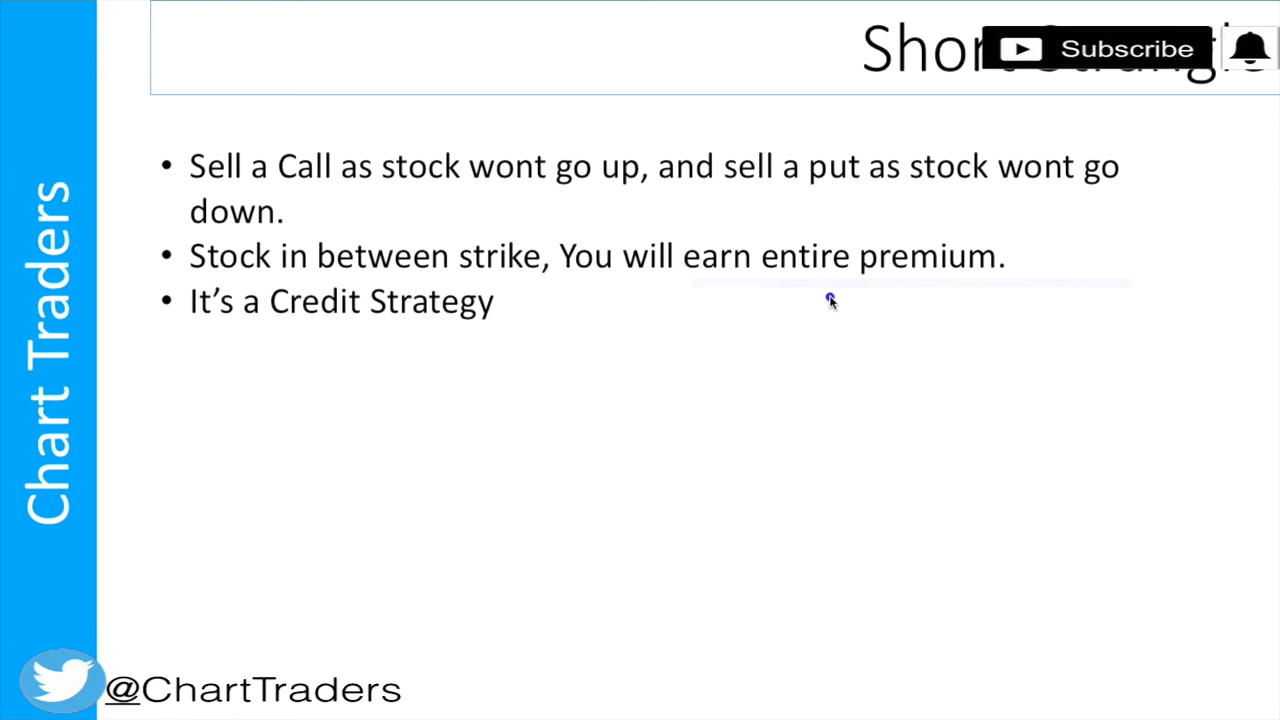 Short Strangle
Subscribe
• Sell a Call as stock wont go up, and sell a put as stock wont go
down.
• Stock in between strike, You will earn entire premium.
• It’s a Credit Strategy
Chart Traders
@ChartTraders